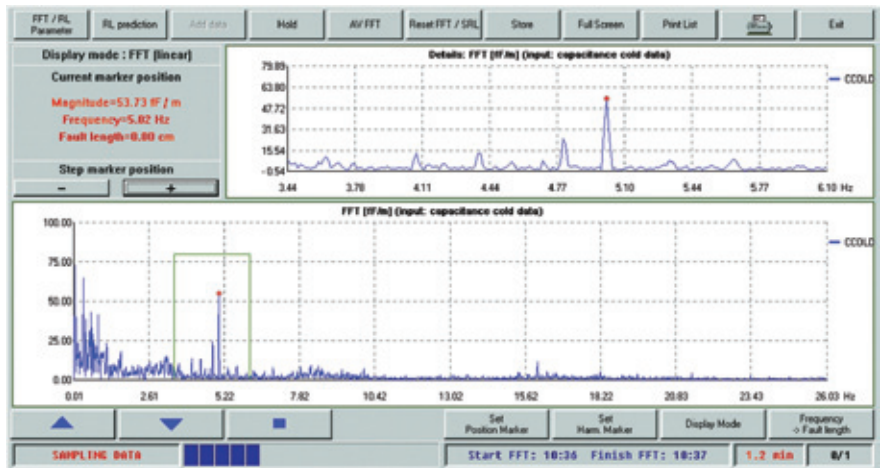 FFT / RL Parameter
RL prediction
Add data
Hold
AV FFT
Reset FFT / SRL
Store
Full Screen
Print List
Exit
Display mode : FFT [linear]
Current marker position
Magnitude=53.73 fF / m
Frequency=5.02 Hz
Fault length=0.00 cm
Step marker position
-
+
Details: FFT [fF/m] (input: capacitance cold data)
79.89
63.80
47.72
31.63
15.54
-0.54
3.44 3.78 4.11 4.44 4.77 5.10 5.44 5.77 6.10 Hz
CCOLD
FFT [fF/m] (input: capacitance cold data)
100.00
75.00
50.00
25.00
0.00
0.01 2.61 5.22 7.82 10.42 13.02 15.62 18.22 20.83 23.43 26.03 Hz
CCOLD
Set Position Marker
Set Harm. Marker
Display Mode
Frequency -> Fault length
SAMPLING DATA
Start FFT: 10:36 Finish FFT: 10:37
1.2 min
0/1